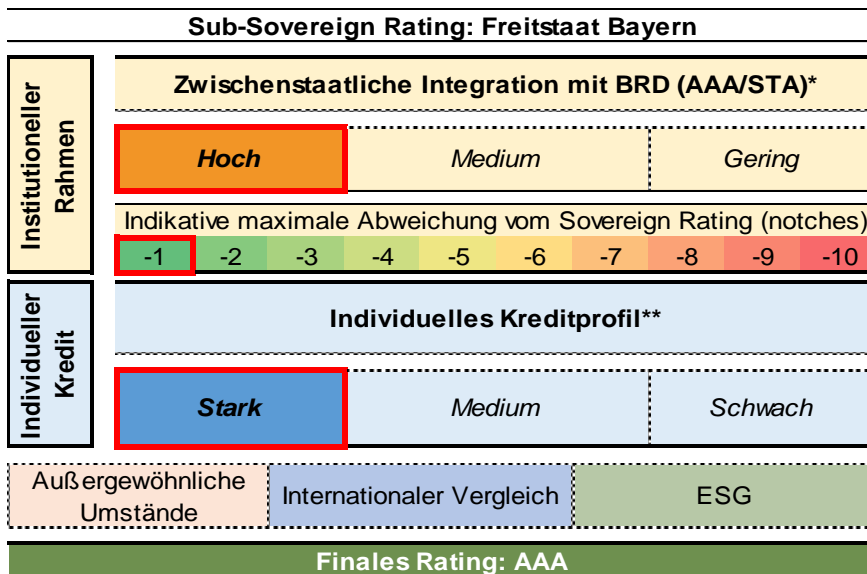 Sub-Sovereign Rating: Freitstaat Bayern
Institutioneller
Rahmen
Zwischenstaatliche Integration mit BRD (AAA/STA)*
Hoch Medium Gering
Indikative maximale Abweichung vom Sovereign Rating (notches)
-1 -2 -3 -4 -5 -6 -7 -8 -9 -10
Individueller
Kredit
Individuelles Kreditprofil**
Stark Medium Schwach
Außergewöhnliche
Umstände
Internationaler Vergleich
ESG
Finales Rating: AAA